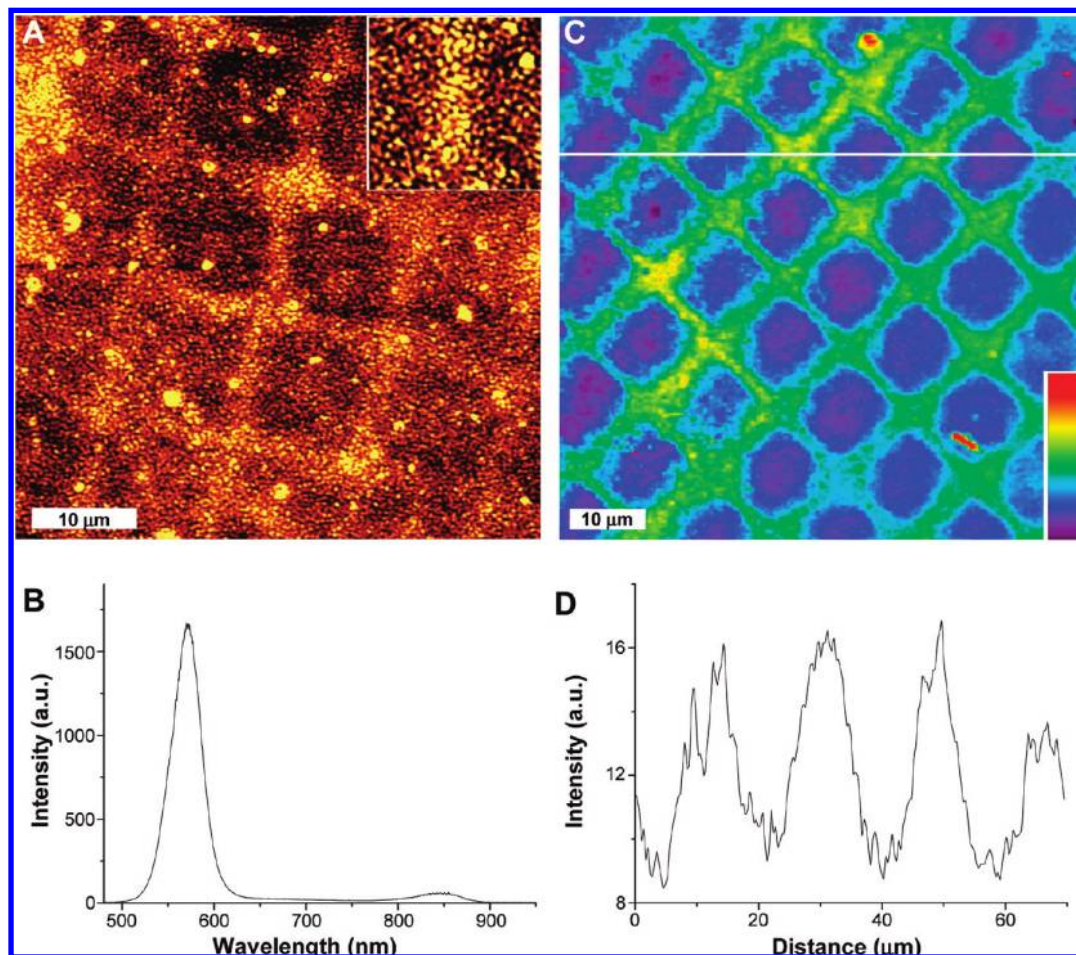 A
10 μm
C
10 μm
B
Intensity (a.u.)
1500
1000
500
0
500 600 700 800 900
Wavelength (nm)
D
Intensity (a.u.)
16
12
8
0 20 40 60
Distance (μm)